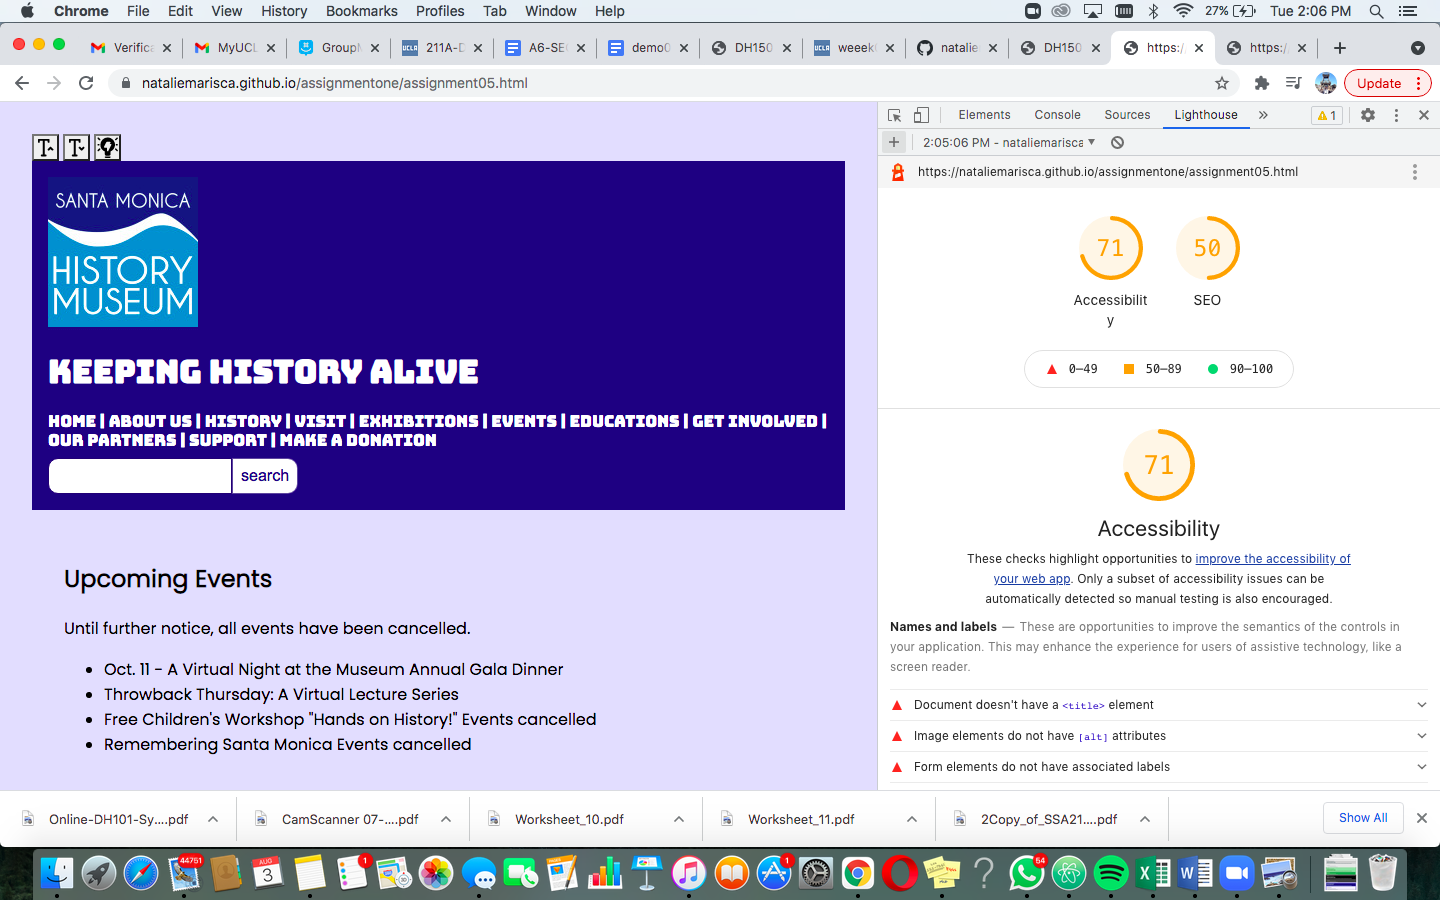 Chrome File Edit View History Bookmarks Profiles Tab Window Help 27% Tue 2:06 PM
Verifica MyUCL GroupM 211A-D A6-SE demo0 DH150 weeek natalie DH150 https:/ https:/
nataliemarisca.github.io/assignmentone/assignment05.html Update
Elements Console Sources Lighthouse 1
2:05:06 PM - nataliemarisca
https://nataliemarisca.github.io/assignmentone/assignment05.html
SANTA MONICA
HISTORY
MUSEUM
KEEPING HISTORY ALIVE
HOME | ABOUT US | HISTORY | VISIT | EXHIBITIONS | EVENTS | EDUCATIONS | GET INVOLVED |
OUR PARTNERS | SUPPORT | MAKE A DONATION
search
Upcoming Events
Until further notice, all events have been cancelled.
• Oct. 11 - A Virtual Night at the Museum Annual Gala Dinner
• Throwback Thursday: A Virtual Lecture Series
• Free Children's Workshop "Hands on History!" Events cancelled
• Remembering Santa Monica Events cancelled
71 50
Accessibilit
y
SEO
0–49 50–89 90–100
71
Accessibility
These checks highlight opportunities to improve the accessibility of
your web app. Only a subset of accessibility issues can be
automatically detected so manual testing is also encouraged.
Names and labels — These are opportunities to improve the semantics of the controls in
your application. This may enhance the experience for users of assistive technology, like a
screen reader.
Document doesn't have a <title> element
Image elements do not have [alt] attributes
Form elements do not have associated labels
Online-DH101-Sy....pdf CamScanner 07-....pdf Worksheet_10.pdf Worksheet_11.pdf 2Copy_of_SSA21....pdf Show All
44751 AUG 3 1 1 54